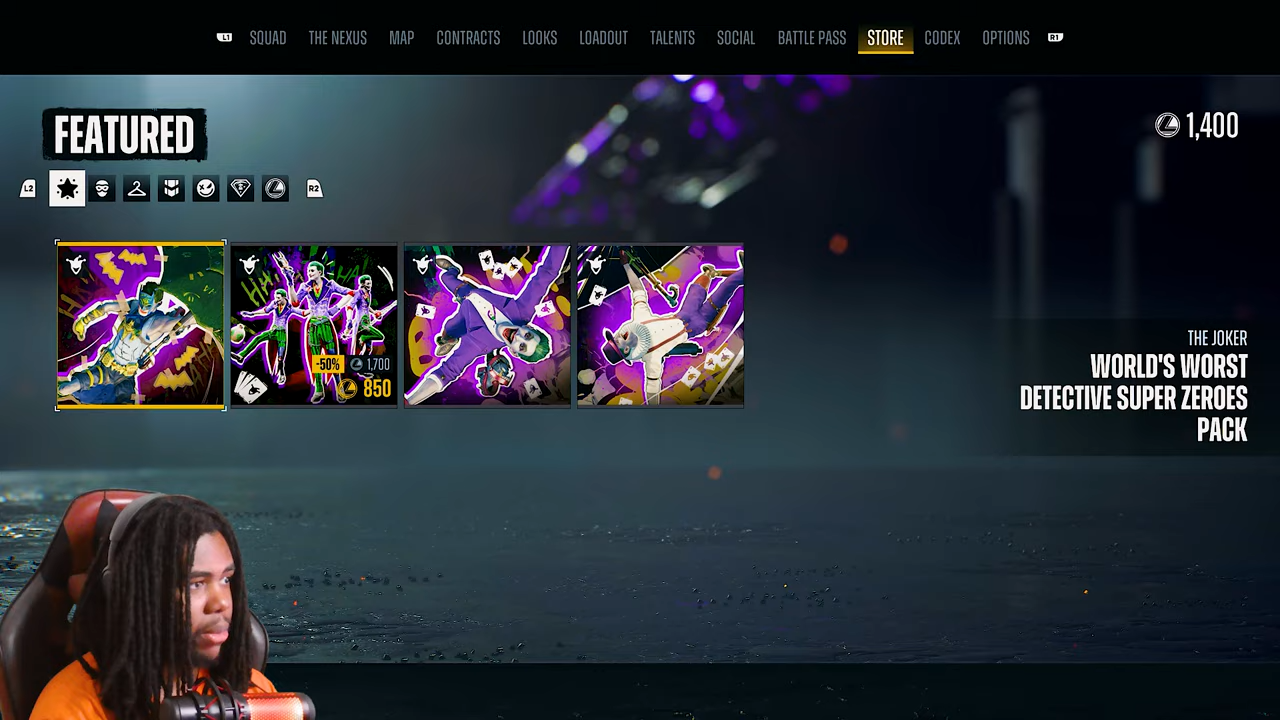 L1 SQUAD THE NEXUS MAP CONTRACTS LOOKS LOADOUT TALENTS SOCIAL BATTLE PASS STORE CODEX OPTIONS R1
FEATURED
1,400
L2 R2
-50% 1,700
850
THE JOKER
WORLD'S WORST
DETECTIVE SUPER ZEROES
PACK